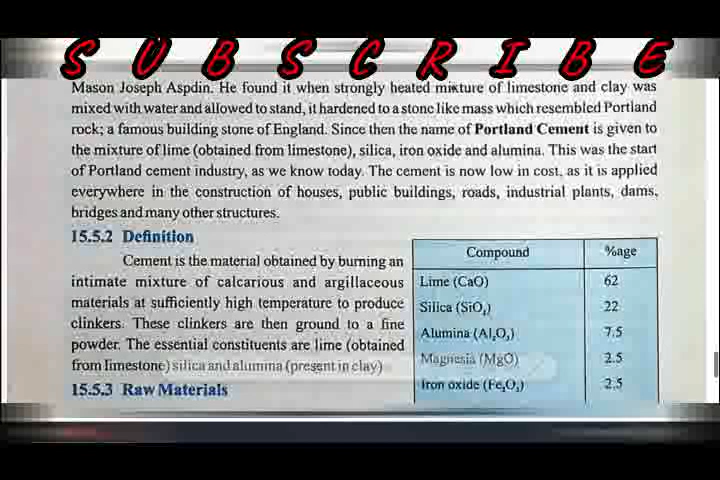 SUBSCRIBE
Mason Joseph Aspdin. He found it when strongly heated mixture of limestone and clay was
mixed with water and allowed to stand, it hardened to a stone like mass which resembled Portland
rock; a famous building stone of England. Since then the name of Portland Cement is given to
the mixture of lime (obtained from limestone), silica, iron oxide and alumina. This was the start
of Portland cement industry, as we know today. The cement is now low in cost, as it is applied
everywhere in the construction of houses, public buildings, roads, industrial plants, dams,
bridges and many other structures.
15.5.2 Definition
Cement is the material obtained by burning an
intimate mixture of calcarious and argillaceous
materials at sufficiently high temperature to produce
clinkers. These clinkers are then ground to a fine
powder. The essential constituents are lime (obtained
from limestone) silica and alumina (present in clay)
15.5.3 Raw Materials
Compound %age
Lime (CaO) 62
Silica (SiO₂) 22
Alumina (Al₂O₃) 7.5
Magnesia (MgO) 2.5
Iron oxide (Fe₂O₃) 2.5